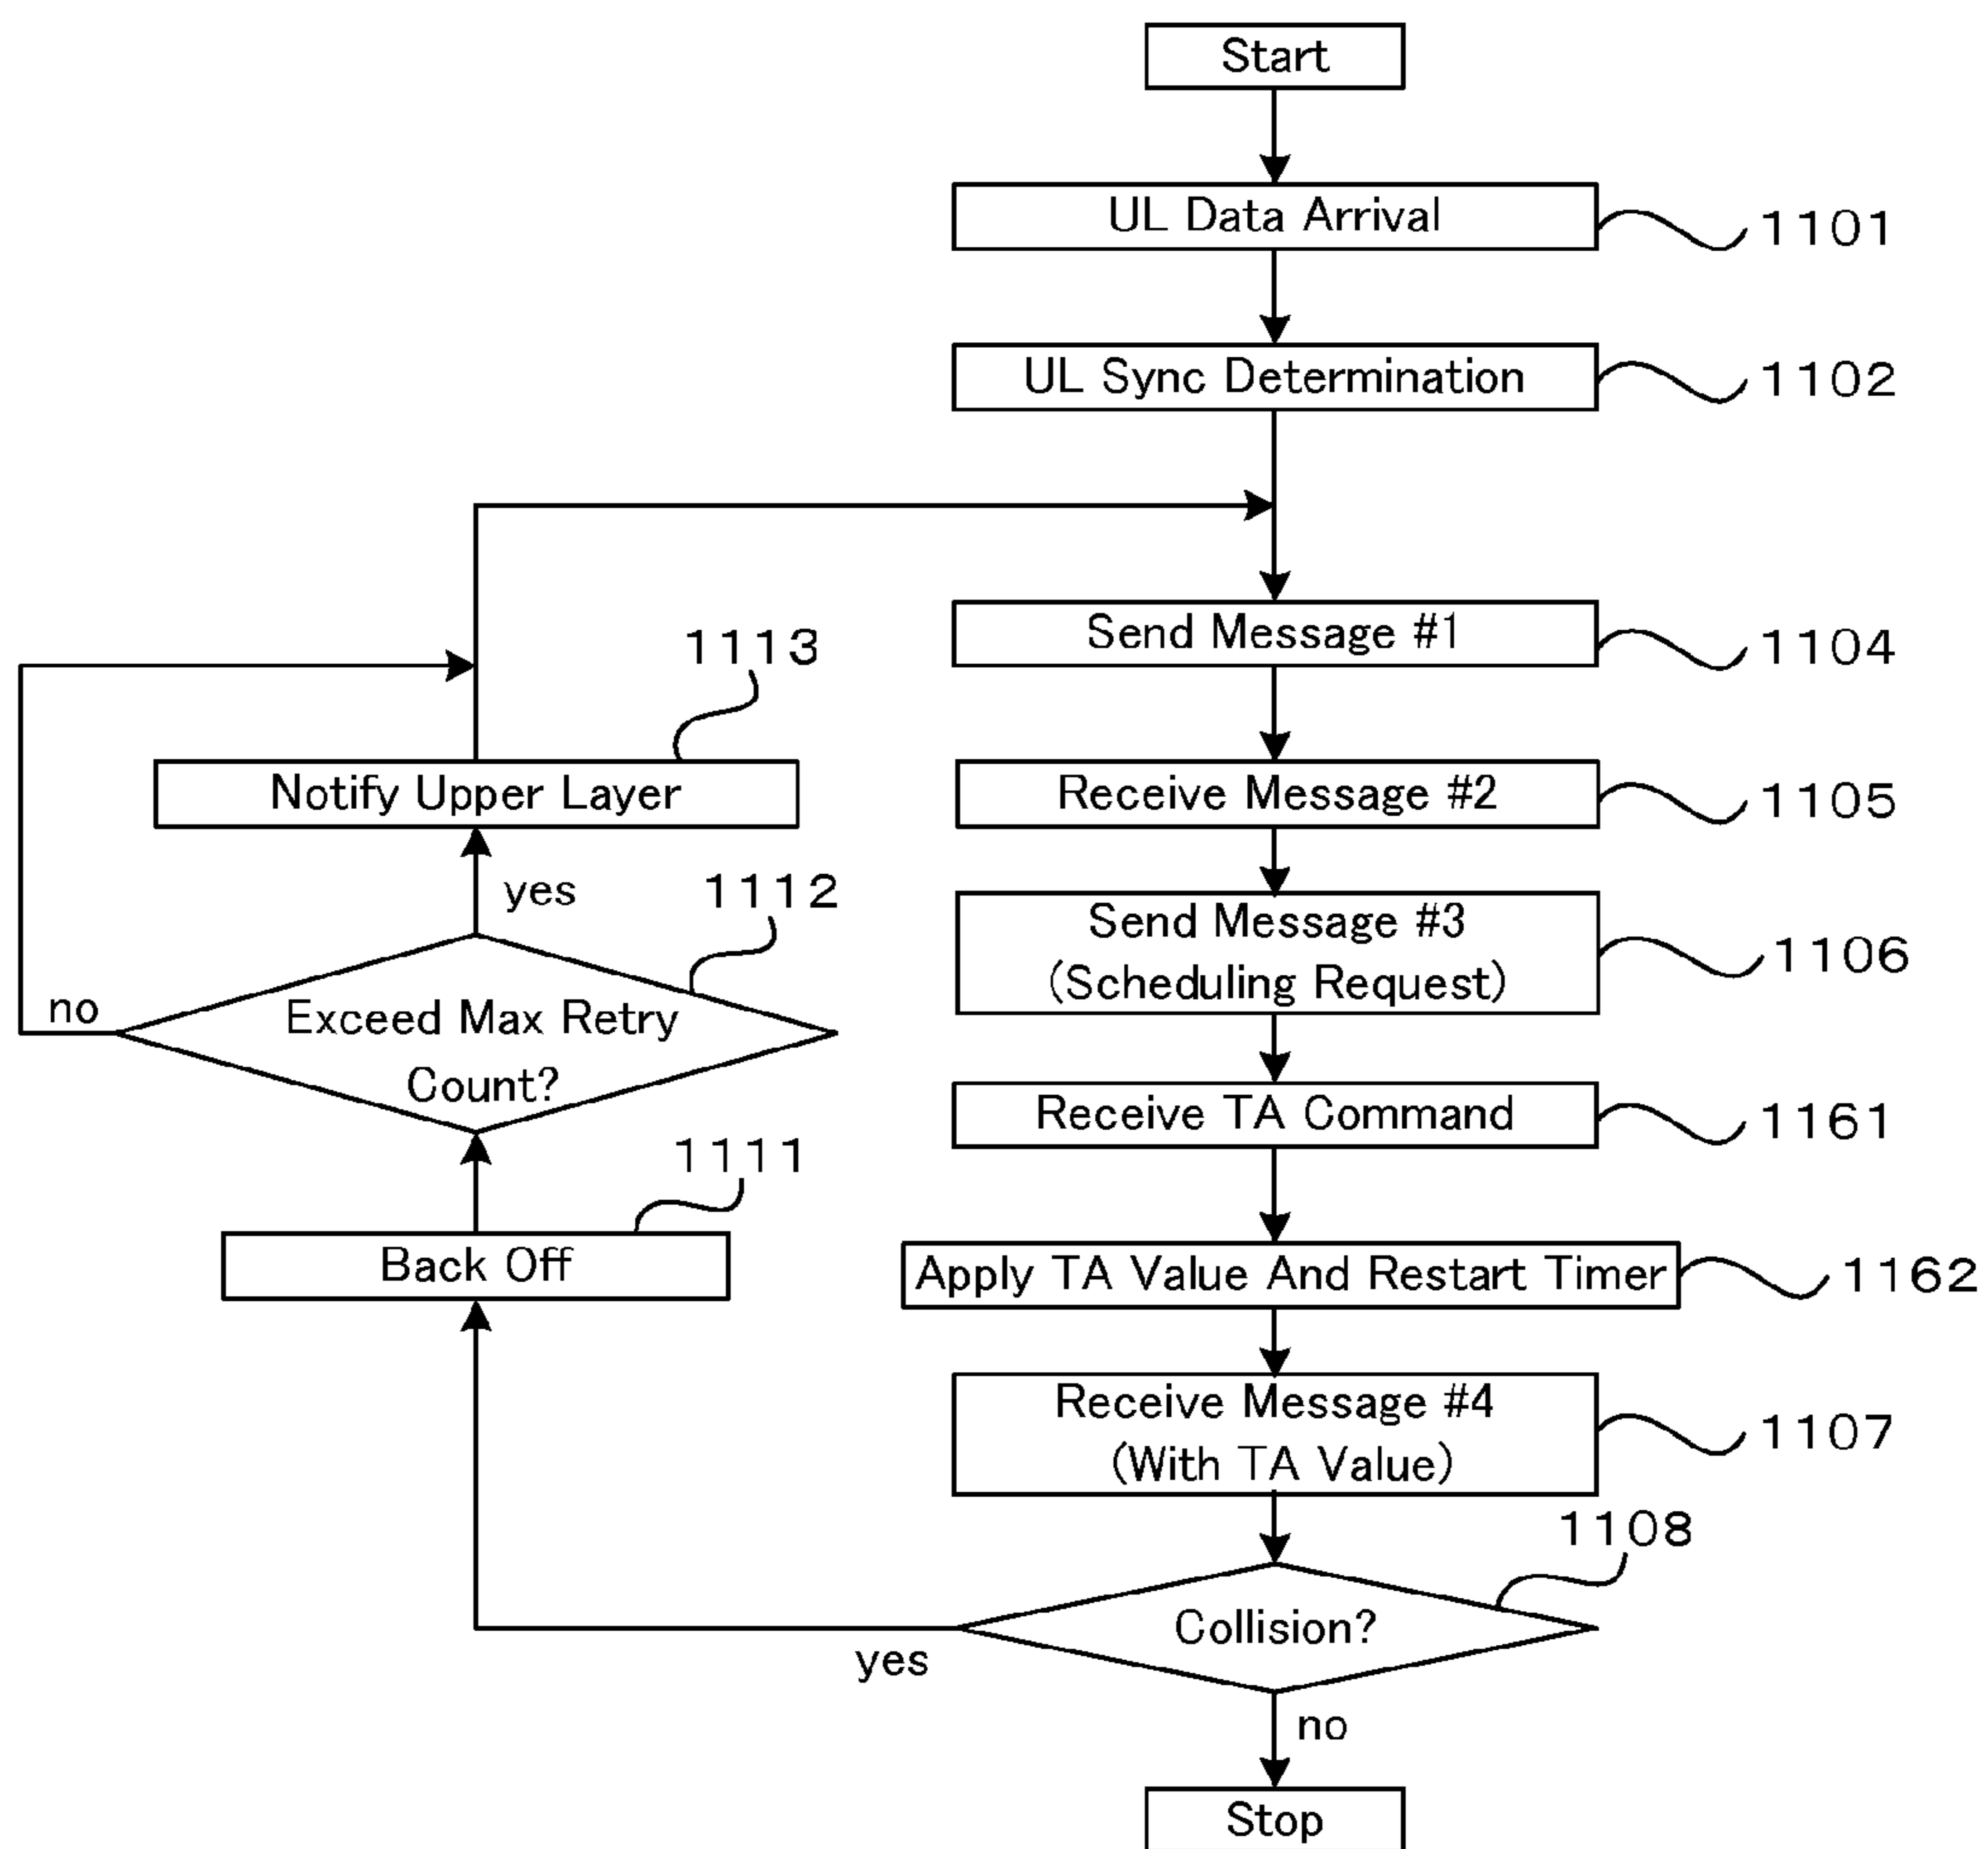 Start
UL Data Arrival
1101
UL Sync Determination
1102
Send Message #1
1104
1113
Notify Upper Layer
Receive Message #2
1105
yes
1112
Send Message #3
(Scheduling Request)
1106
no
Exceed Max Retry
Count?
Receive TA Command
1161
1111
Back Off
Apply TA Value And Restart Timer
1162
Receive Message #4
(With TA Value)
1107
1108
Collision?
yes
no
Stop